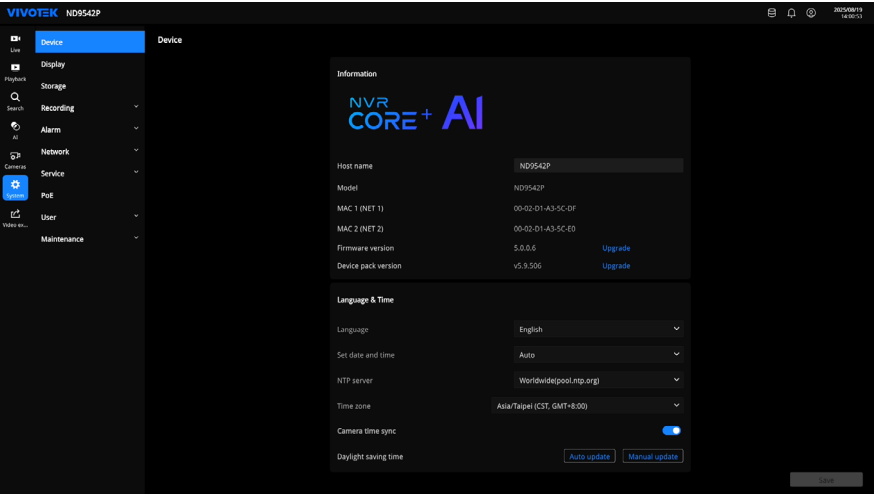 VIVOTEK ND9542P
2025/08/19
14:00:53
Live
Playback
Search
AI
Cameras
System
Video ex...
Device
Display
Storage
Recording
Alarm
Network
Service
PoE
User
Maintenance
Device
Information
NVR
CORE+ AI
Host name ND9542P
Model ND9542P
MAC 1 (NET 1) 00-02-D1-A3-5C-DF
MAC 2 (NET 2) 00-02-D1-A3-5C-E0
Firmware version 5.0.0.6 Upgrade
Device pack version v5.9.506 Upgrade
Language & Time
Language English
Set date and time Auto
NTP server Worldwide(pool.ntp.org)
Time zone Asia/Taipei (CST, GMT+8:00)
Camera time sync
Daylight saving time Auto update Manual update
Save